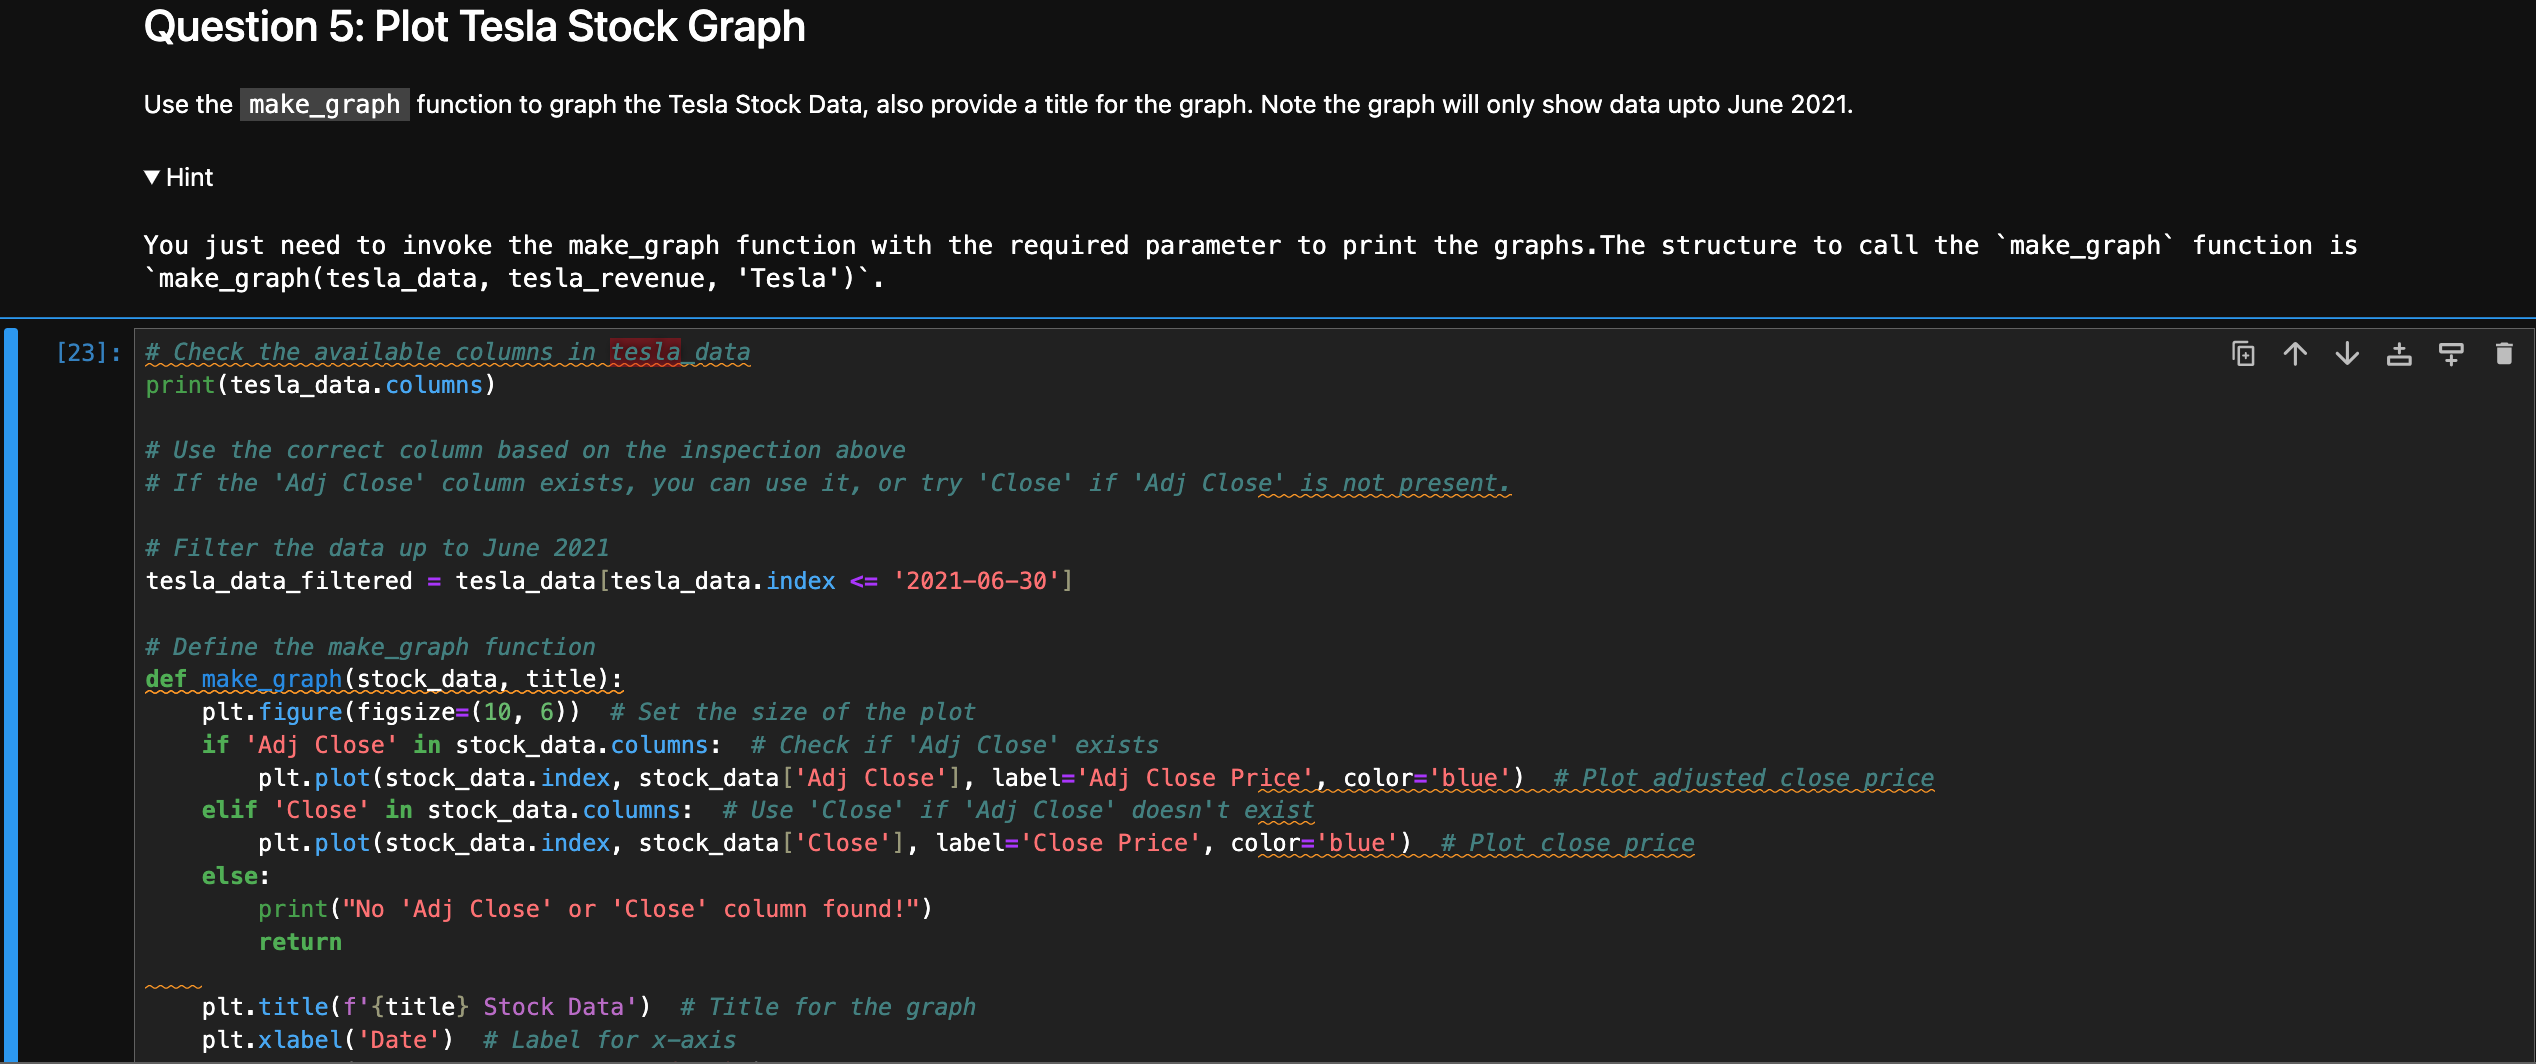 Question 5: Plot Tesla Stock Graph
Use the make_graph function to graph the Tesla Stock Data, also provide a title for the graph. Note the graph will only show data upto June 2021.
▼ Hint
You just need to invoke the make_graph function with the required parameter to print the graphs.The structure to call the `make_graph` function is
`make_graph(tesla_data, tesla_revenue, 'Tesla')`.
[23]:
# Check the available columns in tesla_data
print(tesla_data.columns)

# Use the correct column based on the inspection above
# If the 'Adj Close' column exists, you can use it, or try 'Close' if 'Adj Close' is not present.

# Filter the data up to June 2021
tesla_data_filtered = tesla_data[tesla_data.index <= '2021-06-30']

# Define the make_graph function
def make_graph(stock_data, title):
    plt.figure(figsize=(10, 6))  # Set the size of the plot
    if 'Adj Close' in stock_data.columns:  # Check if 'Adj Close' exists
        plt.plot(stock_data.index, stock_data['Adj Close'], label='Adj Close Price', color='blue')  # Plot adjusted close price
    elif 'Close' in stock_data.columns:  # Use 'Close' if 'Adj Close' doesn't exist
        plt.plot(stock_data.index, stock_data['Close'], label='Close Price', color='blue')  # Plot close price
    else:
        print("No 'Adj Close' or 'Close' column found!")
        return

    plt.title(f'{title} Stock Data')  # Title for the graph
    plt.xlabel('Date')  # Label for x-axis